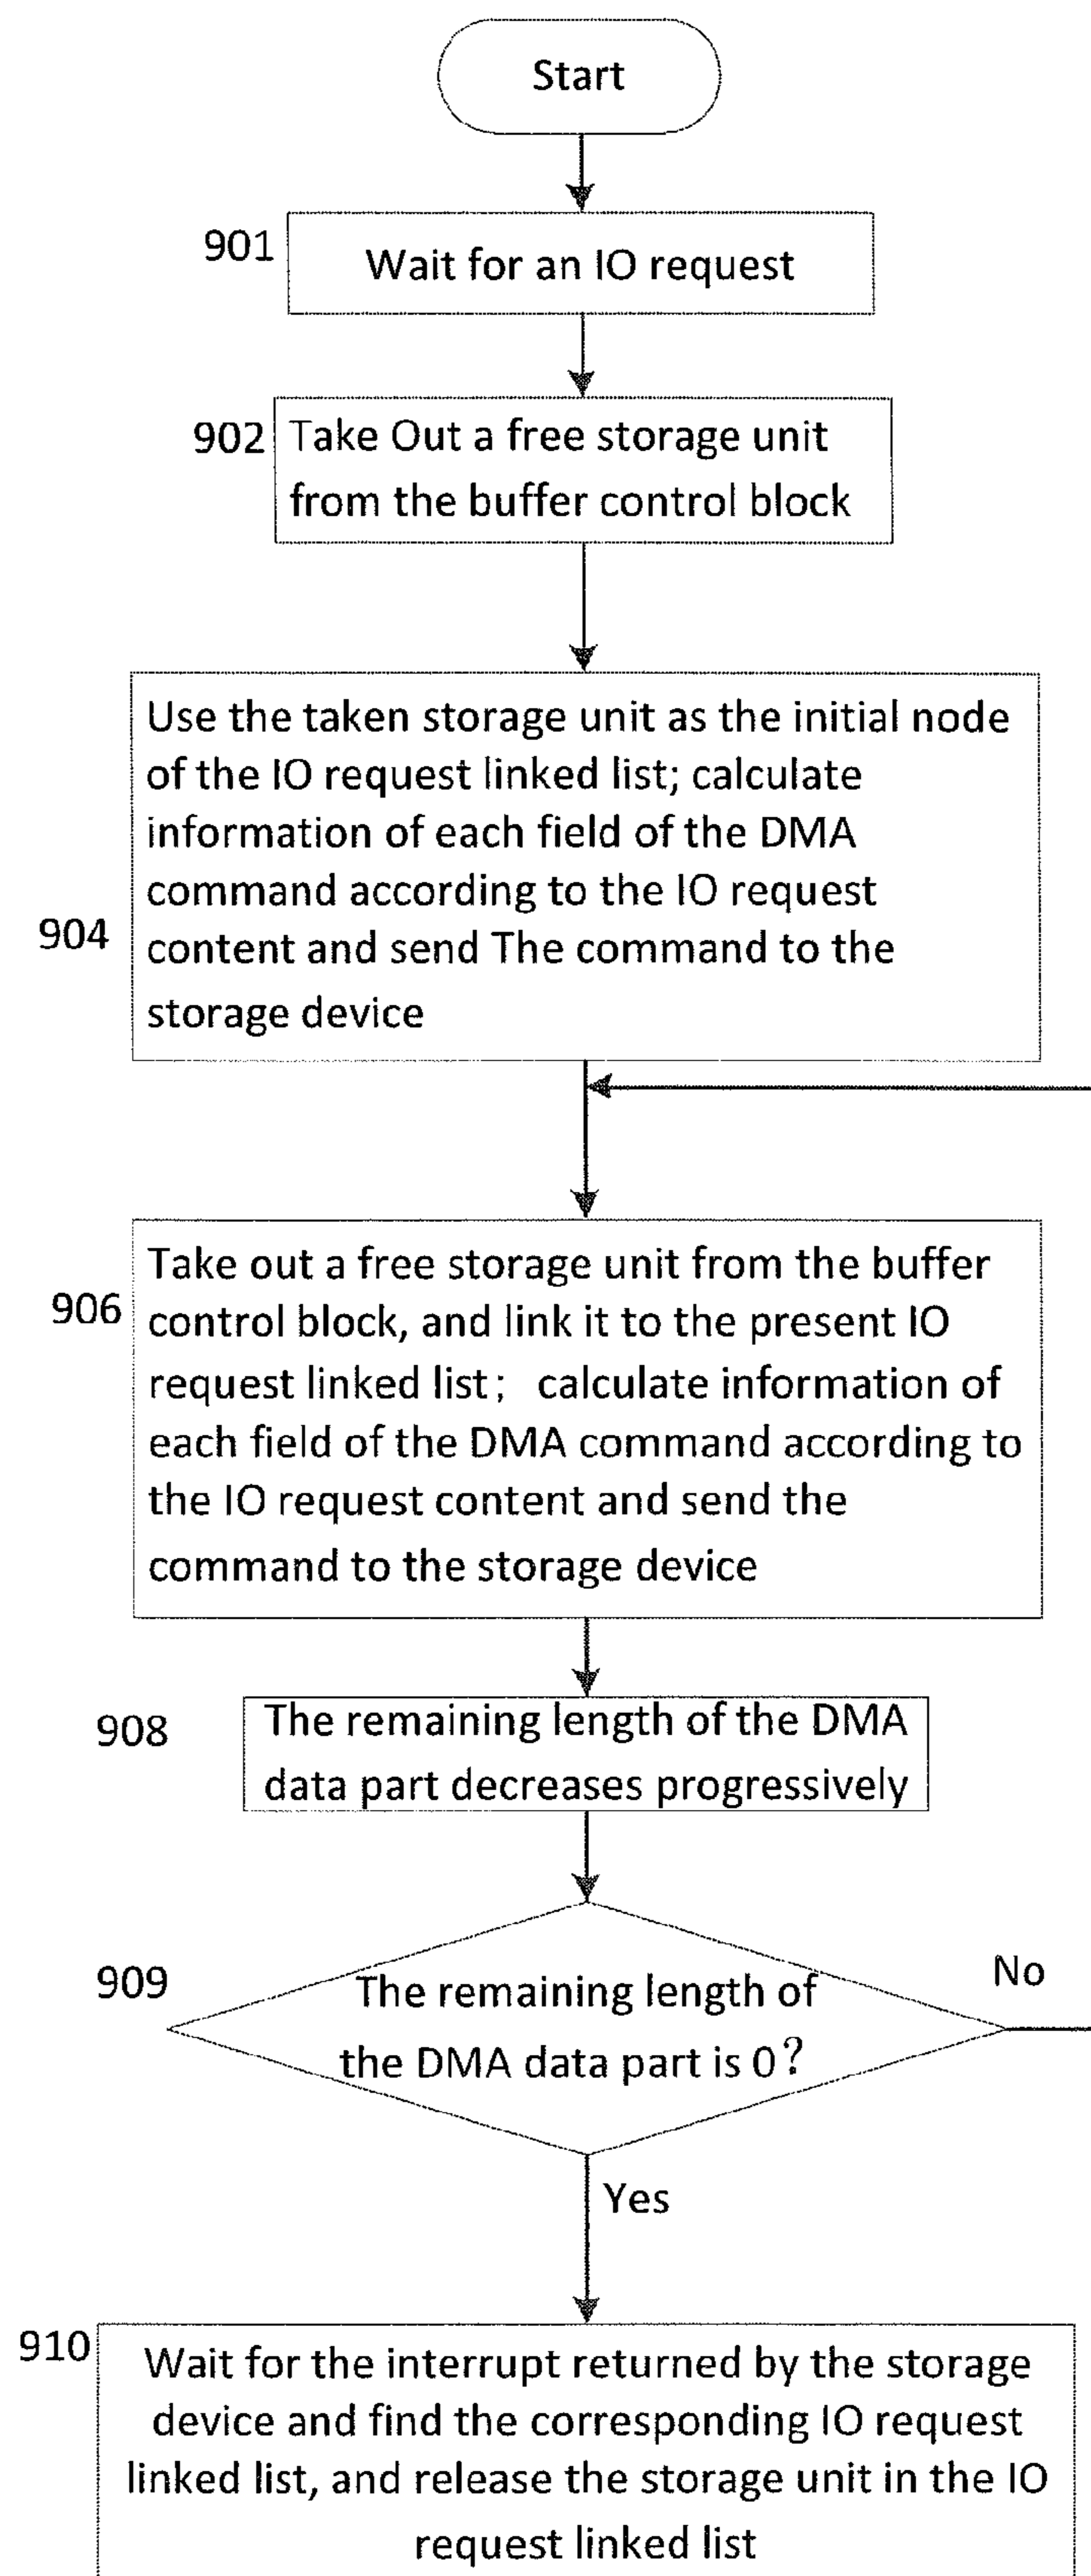 Start
901
Wait for an IO request
902
Take Out a free storage unit
from the buffer control block
Use the taken storage unit as the initial node
of the IO request linked list; calculate
information of each field of the DMA
command according to the IO request
904
content and send The command to the
storage device
Take out a free storage unit from the buffer
906
control block, and link it to the present IO
request linked list; calculate information of
each field of the DMA command according to
the IO request content and send the
command to the storage device
908
The remaining length of the DMA
data part decreases progressively
909
The remaining length of
the DMA data part is 0?
No
Yes
910
Wait for the interrupt returned by the storage
device and find the corresponding IO request
linked list, and release the storage unit in the IO
request linked list